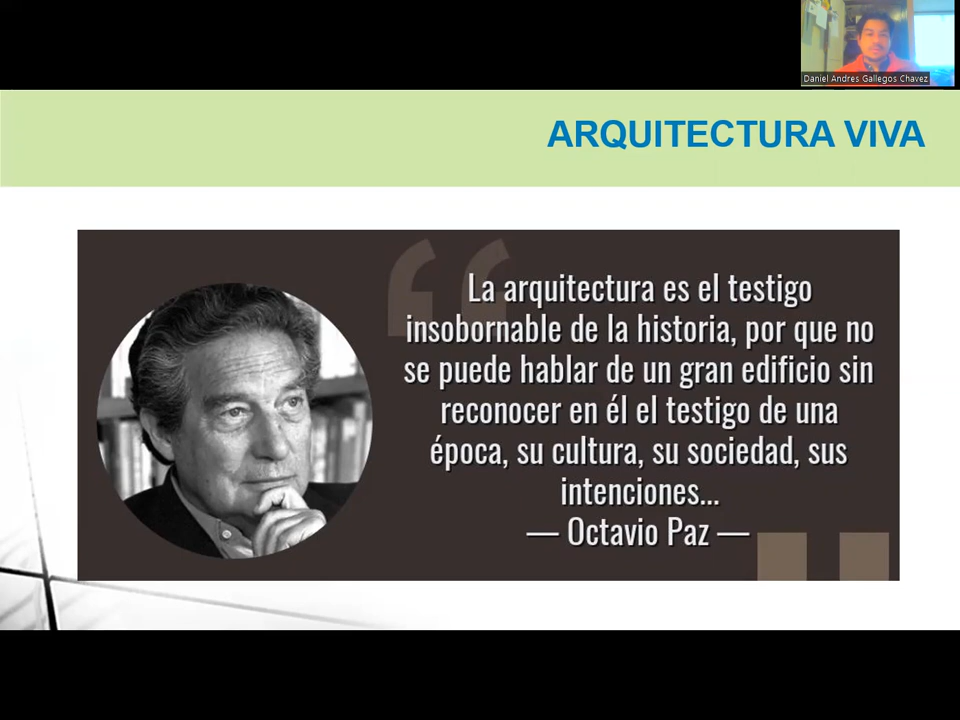 Daniel Andres Gallegos Chavez
ARQUITECTURA VIVA
La arquitectura es el testigo
insobornable de la historia, por que no
se puede hablar de un gran edificio sin
reconocer en él el testigo de una
época, su cultura, su sociedad, sus
intenciones...
— Octavio Paz —